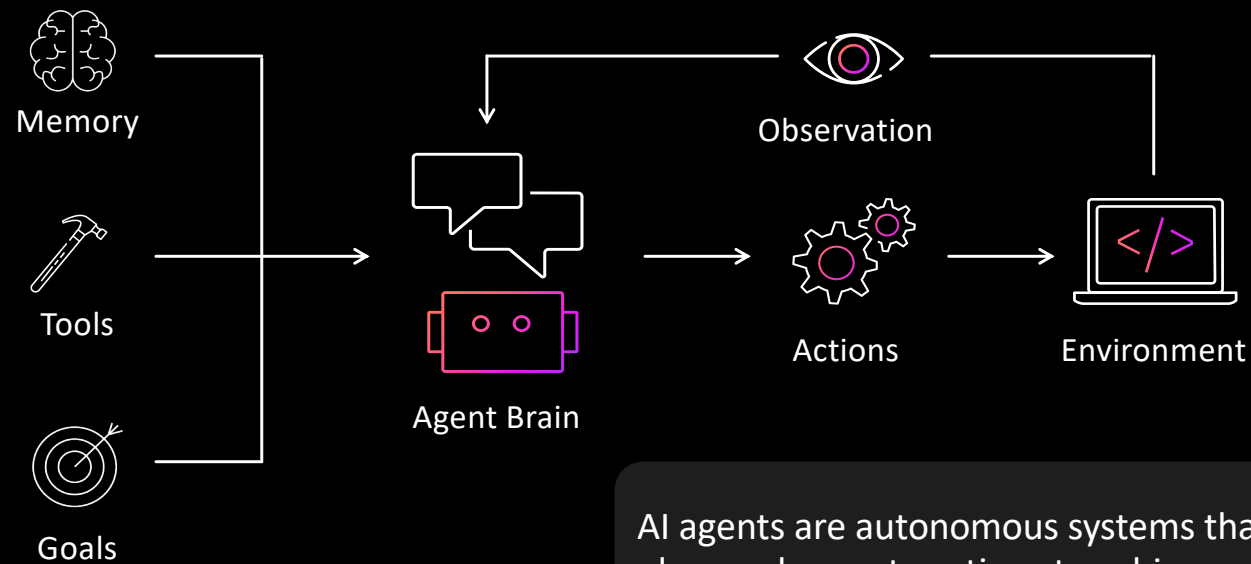 Memory
Observation
Tools
Actions
Environment
</>
Agent Brain
Goals
AI agents are autonomous systems tha